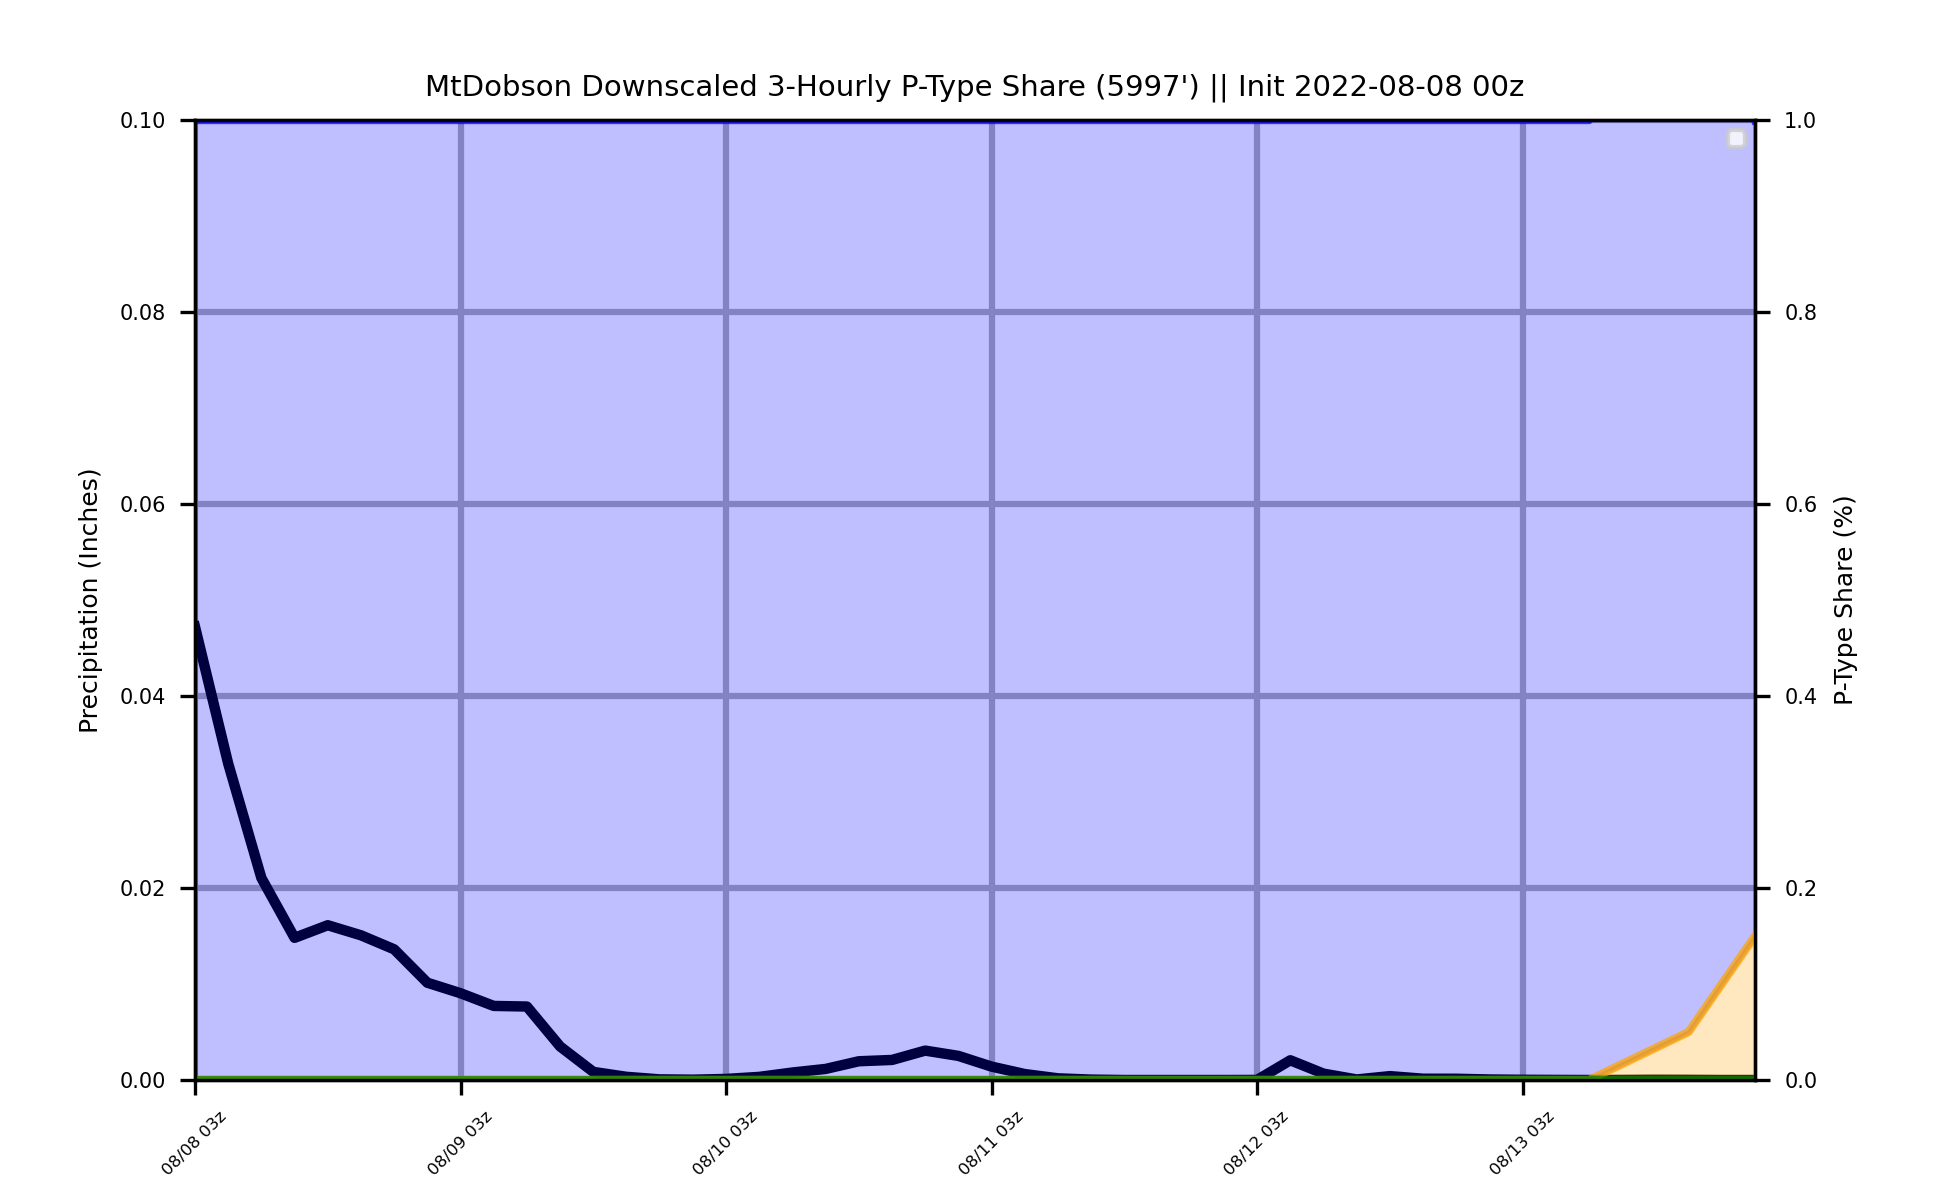 MtDobson Downscaled 3-Hourly P-Type Share (5997') || Init 2022-08-08 00z
0.10
0.08
0.06
0.04
0.02
0.00
Precipitation (Inches)
1.0
0.8
0.6
0.4
0.2
0.0
P-Type Share (%)
08/08 03z
08/09 03z
08/10 03z
08/11 03z
08/12 03z
08/13 03z